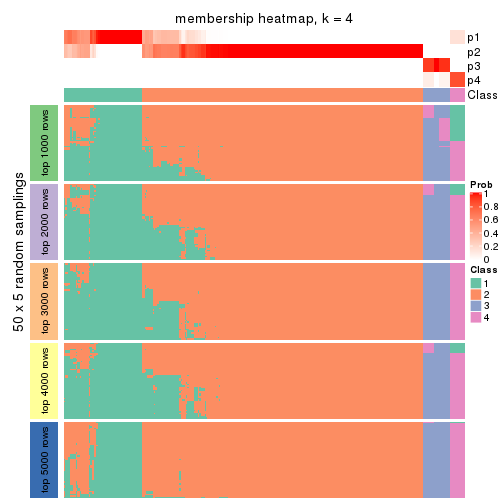 membership heatmap, k = 4
p1
p2
p3
p4
Class
50 x 5 random samplings
top 1000 rows
top 2000 rows
top 3000 rows
top 4000 rows
top 5000 rows
Prob
1
0.8
0.6
0.4
0.2
0
Class
1
2
3
4